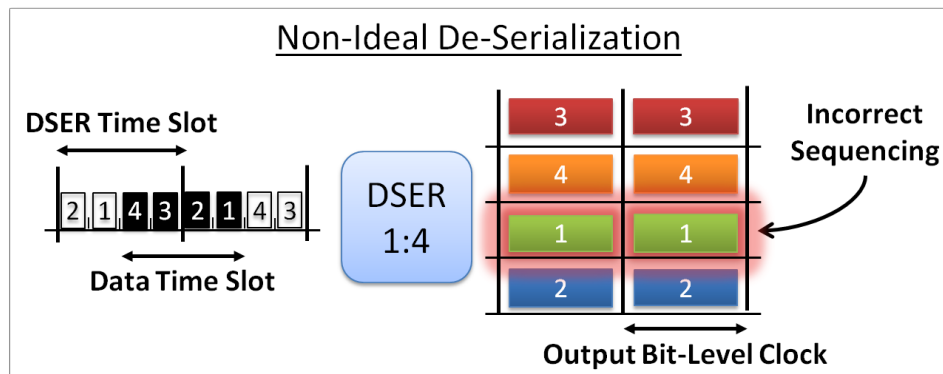 Non-Ideal De-Serialization
DSER Time Slot
2 1 4 3 2 1 4 3
Data Time Slot
DSER
1:4
3 3
4 4
1 1
2 2
Incorrect
Sequencing
Output Bit-Level Clock